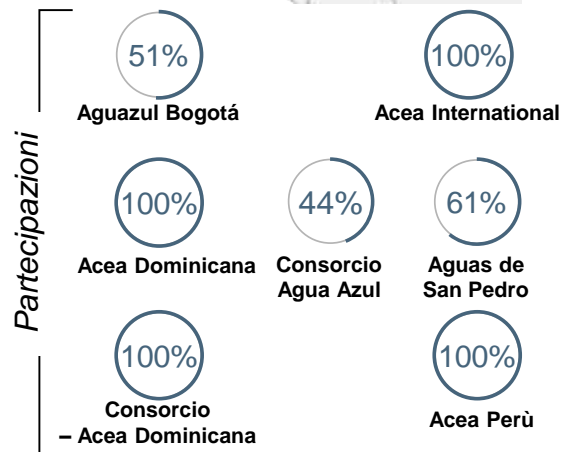 Partecipazioni
51%
Aguazul Bogotá
100%
Acea International
100%
Acea Dominicana
44%
Consorcio
Agua Azul
61%
Aguas de
San Pedro
100%
Consorcio
– Acea Dominicana
100%
Acea Perù